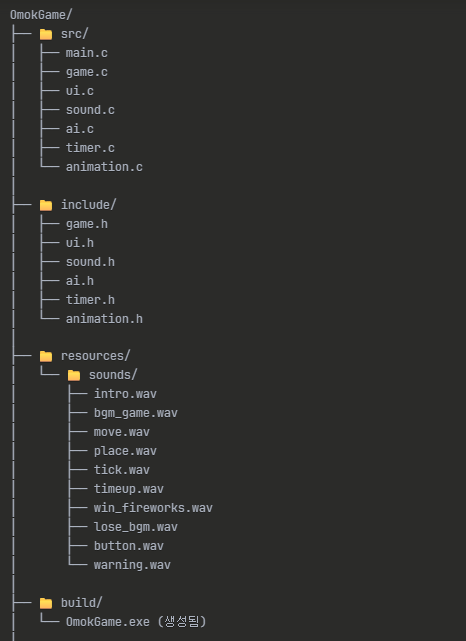 OmokGame/
├── 📁 src/
│   ├── main.c
│   ├── game.c
│   ├── ui.c
│   ├── sound.c
│   ├── ai.c
│   ├── timer.c
│   └── animation.c
│
├── 📁 include/
│   ├── game.h
│   ├── ui.h
│   ├── sound.h
│   ├── ai.h
│   ├── timer.h
│   └── animation.h
│
├── 📁 resources/
│   └── 📁 sounds/
│       ├── intro.wav
│       ├── bgm_game.wav
│       ├── move.wav
│       ├── place.wav
│       ├── tick.wav
│       ├── timeup.wav
│       ├── win_fireworks.wav
│       ├── lose_bgm.wav
│       ├── button.wav
│       └── warning.wav
│
├── 📁 build/
│   └── OmokGame.exe (생성됨)
│